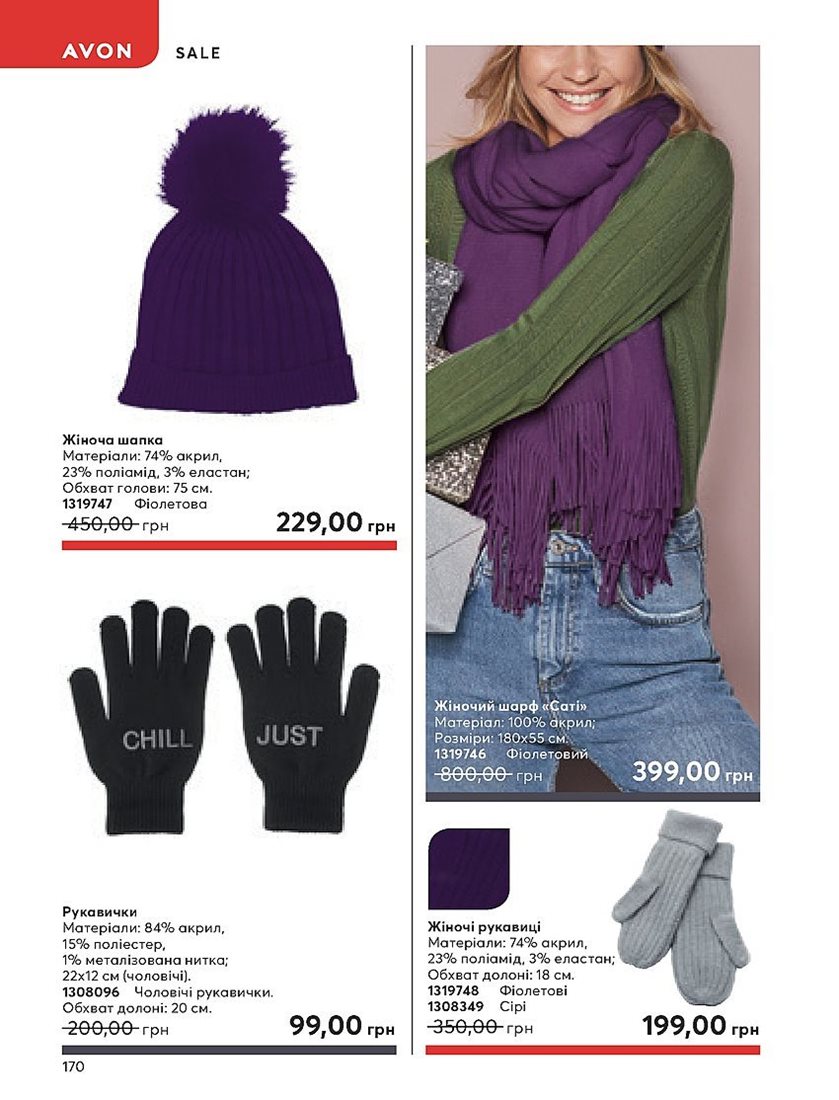 AVON SALE
Жіноча шапка
Матеріали: 74% акрил,
23% поліамід, 3% еластан;
Обхват голови: 75 см.
1319747 Фіолетова
450,00 грн 229,00 грн
CHILL JUST
Рукавички
Матеріали: 84% акрил,
15% поліестер,
1% металізована нитка;
22х12 см (чоловічі).
1308096 Чоловічі рукавички.
Обхват долоні: 20 см.
200,00 грн 99,00 грн
170
Жіночий шарф «Саті»
Матеріал: 100% акрил;
Розміри: 180х55 см.
1319746 Фіолетовий
800,00 грн 399,00 грн
Жіночі рукавиці
Матеріали: 74% акрил,
23% поліамід, 3% еластан;
Обхват долоні: 18 см.
1319748 Фіолетові
1308349 Сірі
350,00 грн 199,00 грн